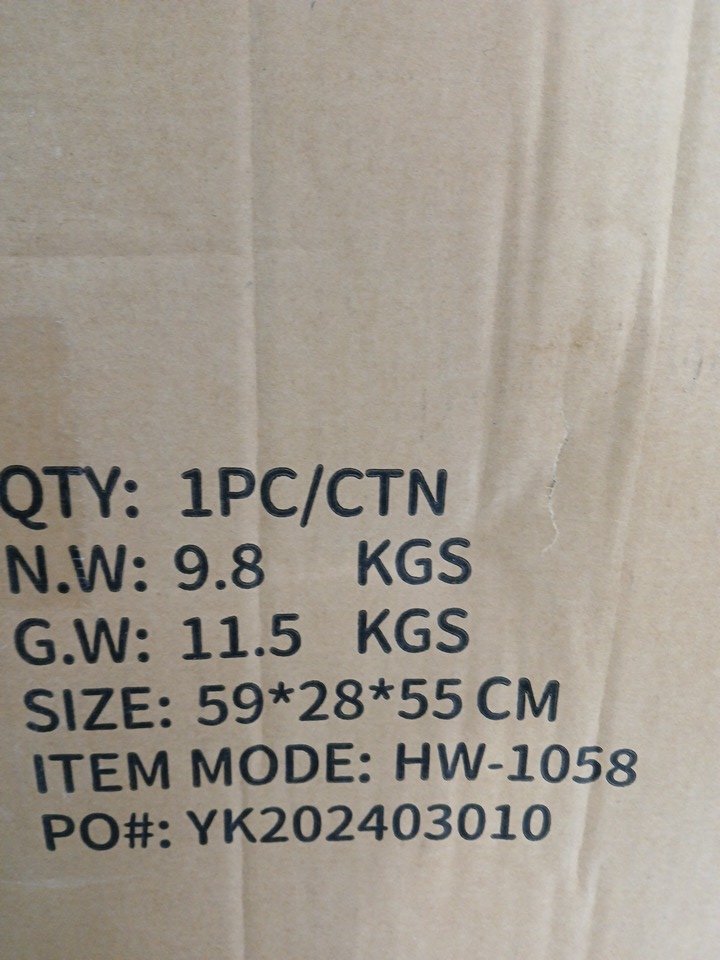 QTY: 1PC/CTN
N.W: 9.8 KGS
G.W: 11.5 KGS
SIZE: 59*28*55 CM
ITEM MODE: HW-1058
PO#: YK202403010